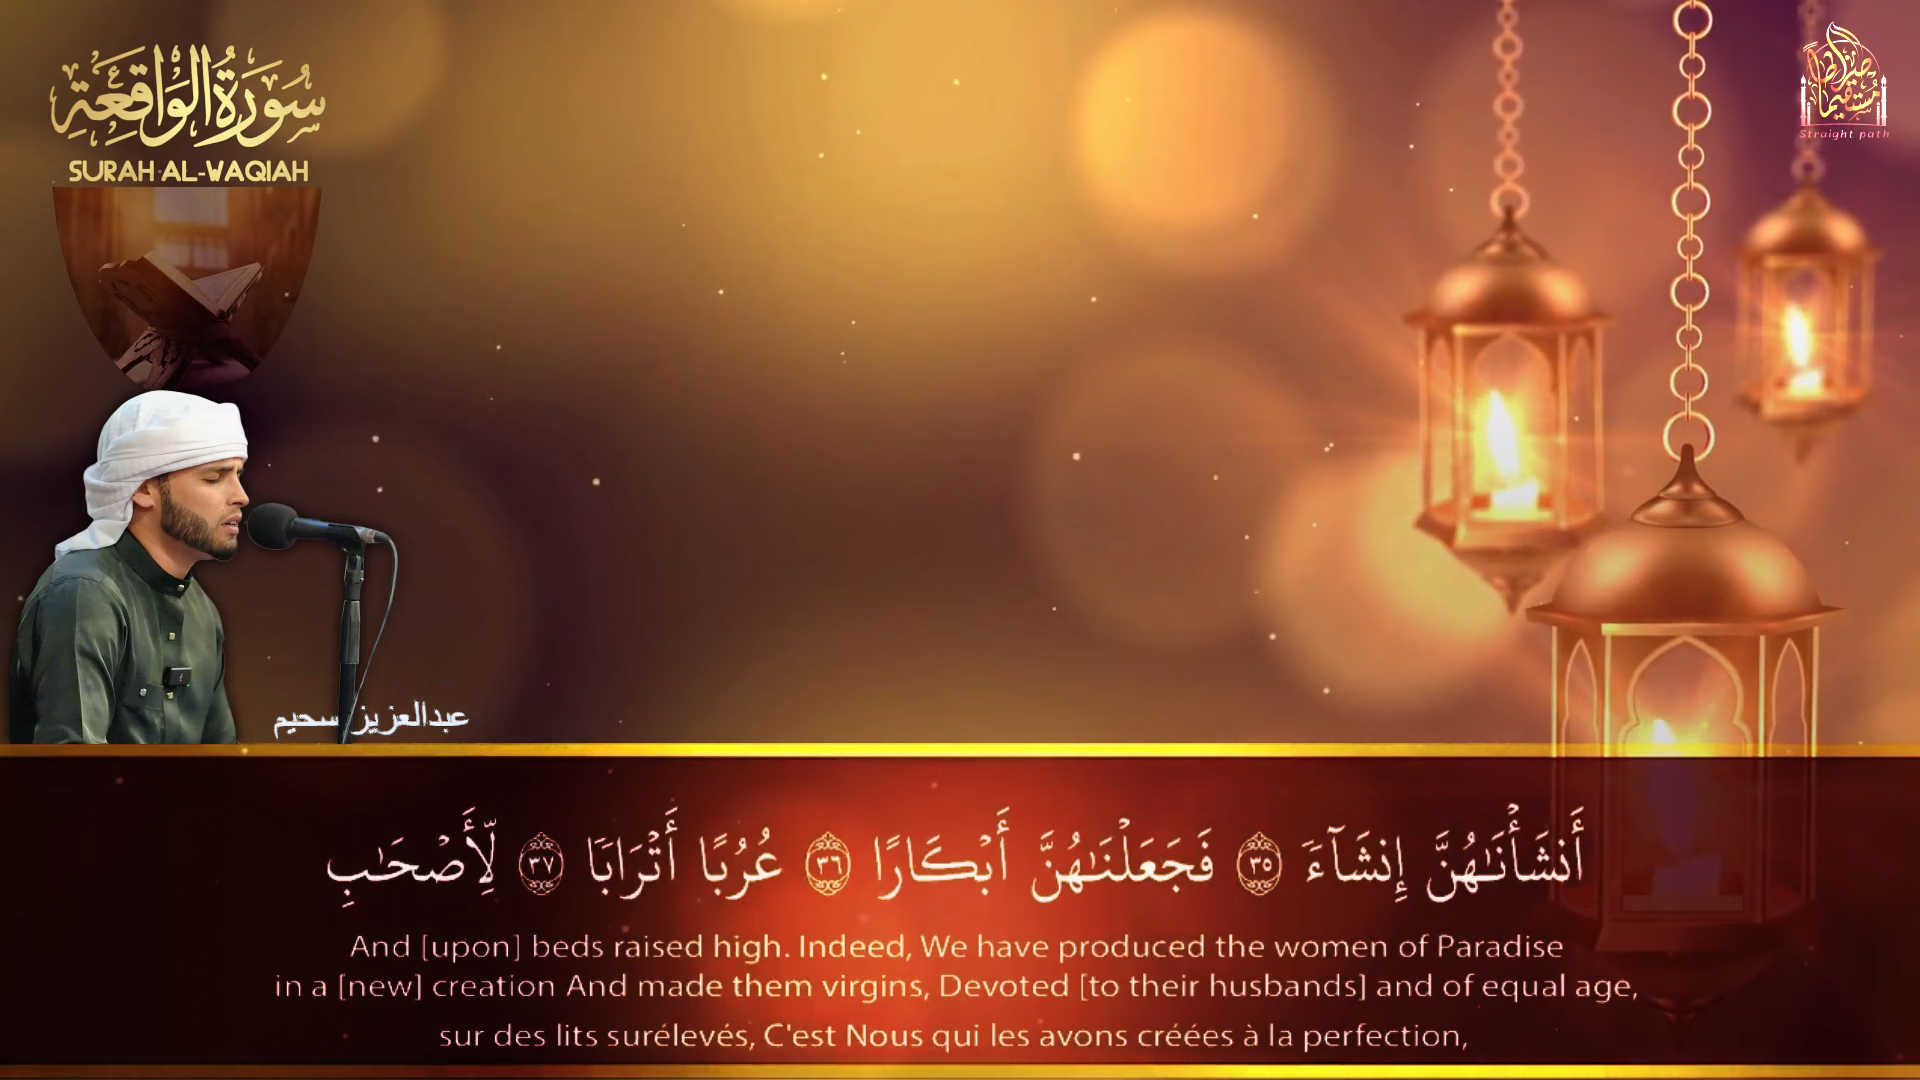 سُورَةُ الْوَاقِعَةِ
SURAH AL-WAQIAH
صِرَاطًا مُسْتَقِيمًا
Straight path
عبدالعزيز سحيم
أَنشَأْنَٰهُنَّ إِنشَآءً ٣٥ فَجَعَلْنَٰهُنَّ أَبْكَارًا ٣٦ عُرُبًا أَتْرَابًا ٣٧ لِّأَصْحَٰبِ
And [upon] beds raised high. Indeed, We have produced the women of Paradise
in a [new] creation And made them virgins, Devoted [to their husbands] and of equal age,
sur des lits surélevés, C'est Nous qui les avons créées à la perfection,